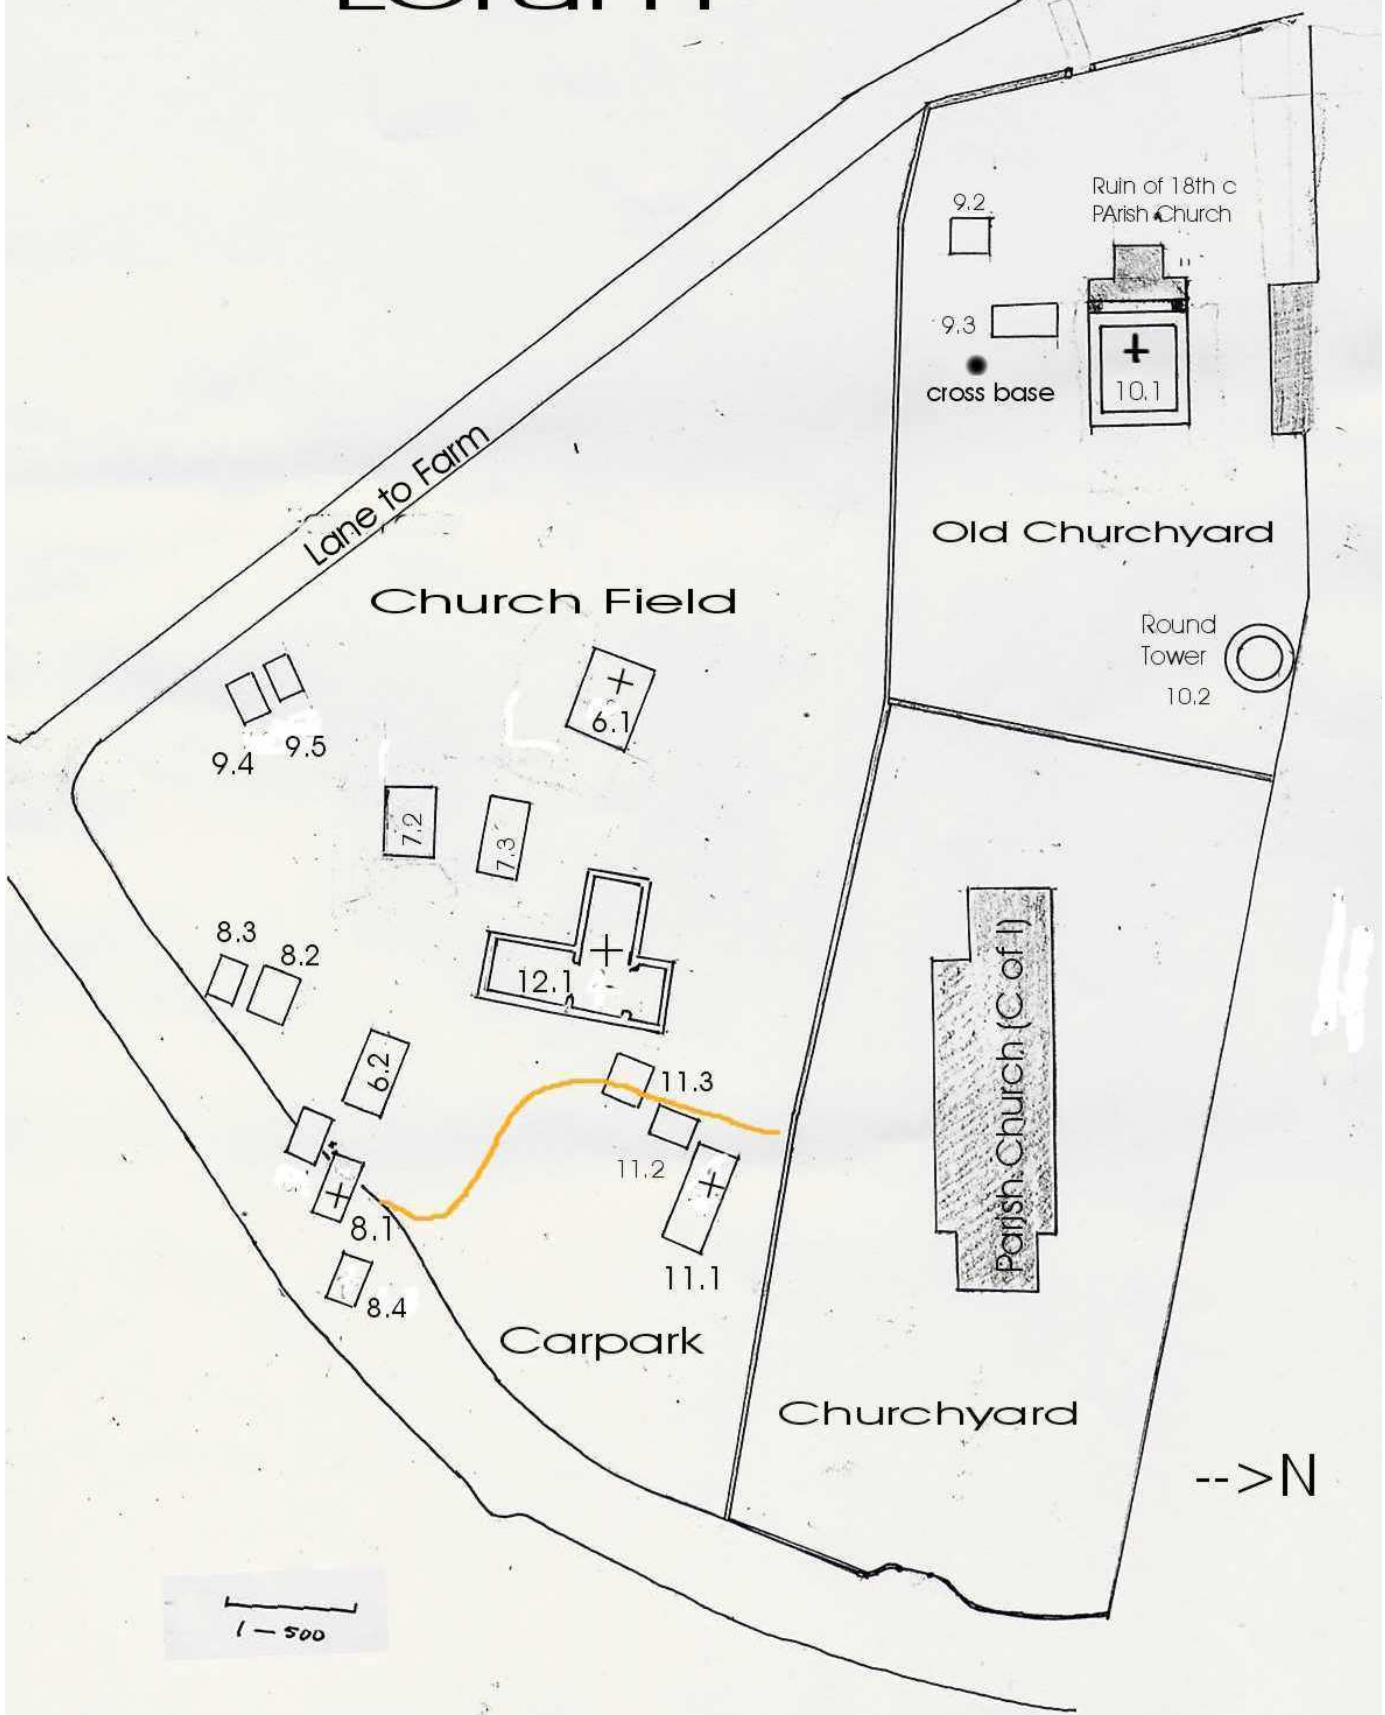 Lorum
Ruin of 18th c
PArish Church
9.2
9.3
cross base
10.1
Lane to Farm
Old Churchyard
Church Field
Round
Tower
10.2
6.1
9.4
9.5
7.2
7.3
8.3
8.2
12.1
Parish Church (C of I)
6.2
11.3
11.2
8.1
11.1
8.4
Carpark
Churchyard
-->N
1 — 500